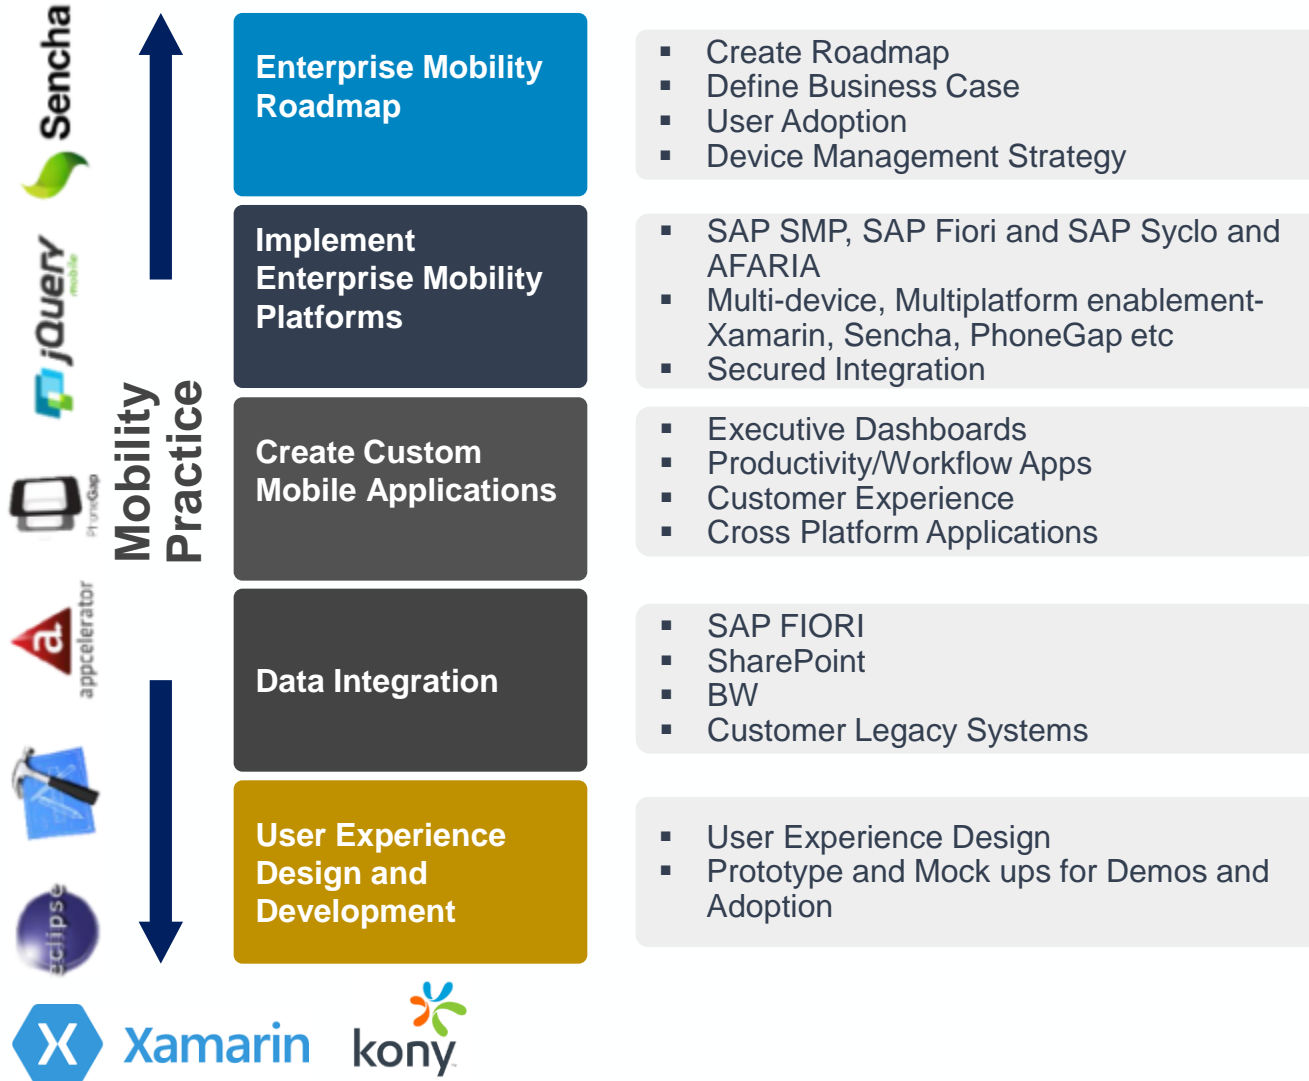 Sencha
jQuery
mobile
PhoneGap
appcelerator
eclipse
Xamarin
kony
Mobility
Practice
Enterprise Mobility
Roadmap
▪ Create Roadmap
▪ Define Business Case
▪ User Adoption
▪ Device Management Strategy
Implement
Enterprise Mobility
Platforms
▪ SAP SMP, SAP Fiori and SAP Syclo and
AFARIA
▪ Multi-device, Multiplatform enablement-
Xamarin, Sencha, PhoneGap etc
▪ Secured Integration
Create Custom
Mobile Applications
▪ Executive Dashboards
▪ Productivity/Workflow Apps
▪ Customer Experience
▪ Cross Platform Applications
Data Integration
▪ SAP FIORI
▪ SharePoint
▪ BW
▪ Customer Legacy Systems
User Experience
Design and
Development
▪ User Experience Design
▪ Prototype and Mock ups for Demos and
Adoption